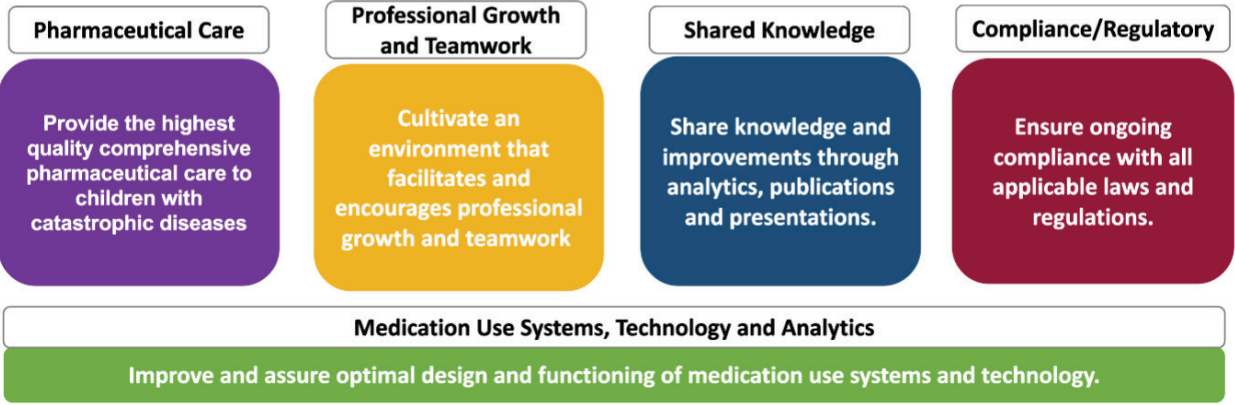 Pharmaceutical Care
Provide the highest
quality comprehensive
pharmaceutical care to
children with
catastrophic diseases
Professional Growth
and Teamwork
Cultivate an
environment that
facilitates and
encourages professional
growth and teamwork
Shared Knowledge
Share knowledge and
improvements through
analytics, publications
and presentations.
Compliance/Regulatory
Ensure ongoing
compliance with all
applicable laws and
regulations.
Medication Use Systems, Technology and Analytics
Improve and assure optimal design and functioning of medication use systems and technology.